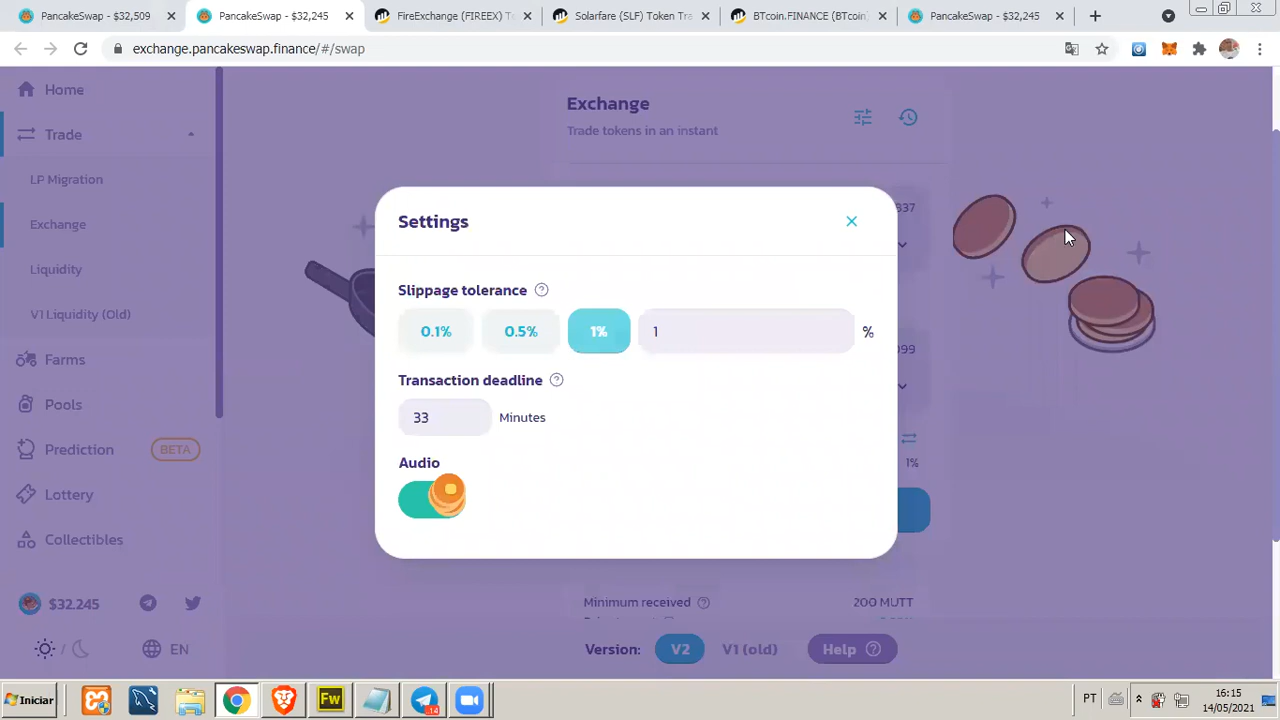 PancakeSwap - $32,509
PancakeSwap - $32,245
FireExchange (FIREEX) T
Solarfare (SLF) Token Tra
BTcoin.FINANCE (BTcoin)
PancakeSwap - $32,245
exchange.pancakeswap.finance/#/swap
Home
Trade
LP Migration
Exchange
Liquidity
V1 Liquidity (Old)
Farms
Pools
Prediction BETA
Lottery
Collectibles
$32.245
EN
Exchange
Trade tokens in an instant
337
Settings
Slippage tolerance
0.1% 0.5% 1% 1 %
Transaction deadline
33 Minutes
Audio
099
1%
Minimum received 200 MUTT
Version: V2 V1 (old) Help
Iniciar
Fw
14
PT
16:15
14/05/2021